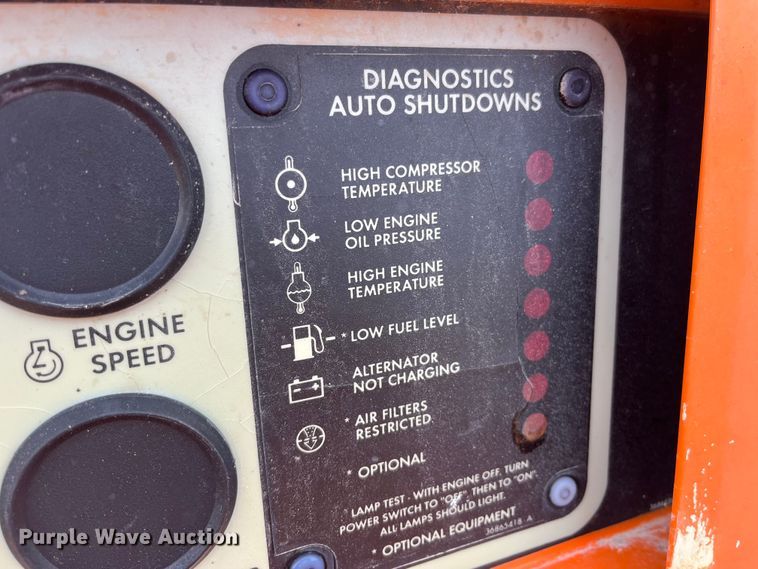 DIAGNOSTICS
AUTO SHUTDOWNS
HIGH COMPRESSOR
TEMPERATURE
LOW ENGINE
OIL PRESSURE
HIGH ENGINE
TEMPERATURE
* LOW FUEL LEVEL
ALTERNATOR
NOT CHARGING
* AIR FILTERS
RESTRICTED
* OPTIONAL
LAMP TEST - WITH ENGINE OFF, TURN
POWER SWITCH TO "OFF", THEN TO "ON".
ALL LAMPS SHOULD LIGHT.
* OPTIONAL EQUIPMENT
36865418 - A
ENGINE
SPEED
Purple Wave Auction